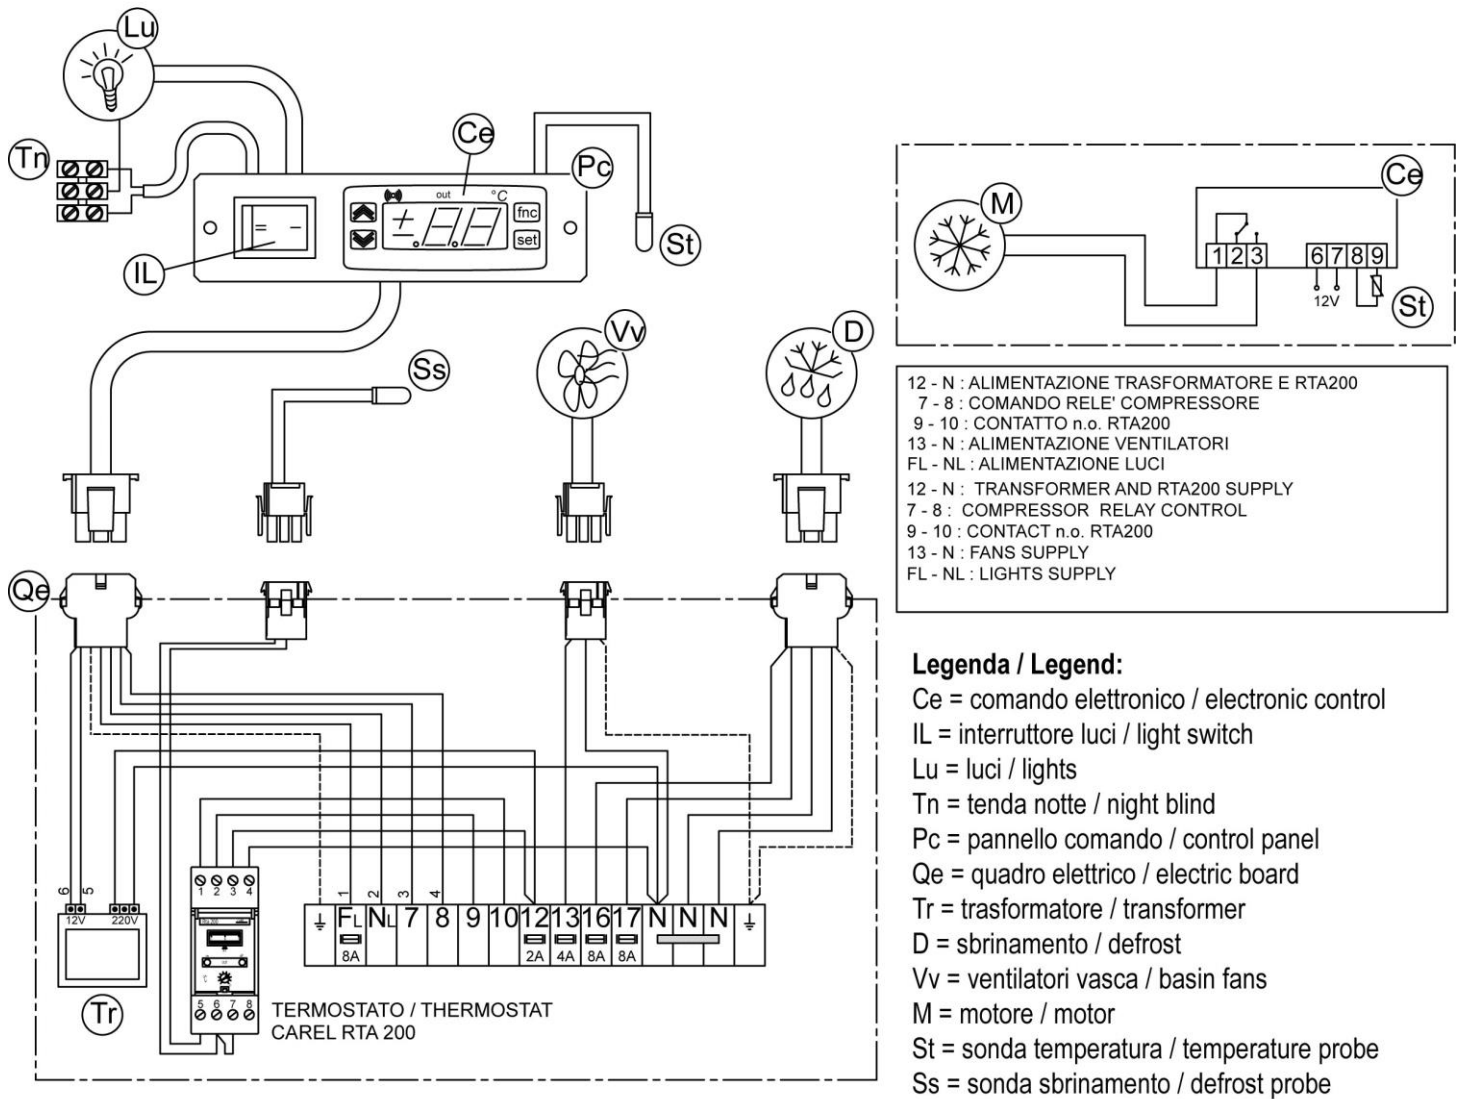 Lu
Tn
Ce
out
°C
fnc
set
= −
Pc
IL
St
Ss
Vv
D
M
Ce
1 2 3
6 7 8 9
12V
St
12 - N : ALIMENTAZIONE TRASFORMATORE E RTA200
7 - 8 : COMANDO RELE' COMPRESSORE
9 - 10 : CONTATTO n.o. RTA200
13 - N : ALIMENTAZIONE VENTILATORI
FL - NL : ALIMENTAZIONE LUCI
12 - N : TRANSFORMER AND RTA200 SUPPLY
7 - 8 : COMPRESSOR RELAY CONTROL
9 - 10 : CONTACT n.o. RTA200
13 - N : FANS SUPPLY
FL - NL : LIGHTS SUPPLY
Qe
6 5
12V 220V
Tr
1 2 3 4
5 6 7 8
TERMOSTATO / THERMOSTAT
CAREL RTA 200
1 2 3 4
FL NL 7 8 9 10 12 13 16 17 N N N
8A 2A 4A 8A 8A
Legenda / Legend:
Ce = comando elettronico / electronic control
IL = interruttore luci / light switch
Lu = luci / lights
Tn = tenda notte / night blind
Pc = pannello comando / control panel
Qe = quadro elettrico / electric board
Tr = trasformatore / transformer
D = sbrinamento / defrost
Vv = ventilatori vasca / basin fans
M = motore / motor
St = sonda temperatura / temperature probe
Ss = sonda sbrinamento / defrost probe